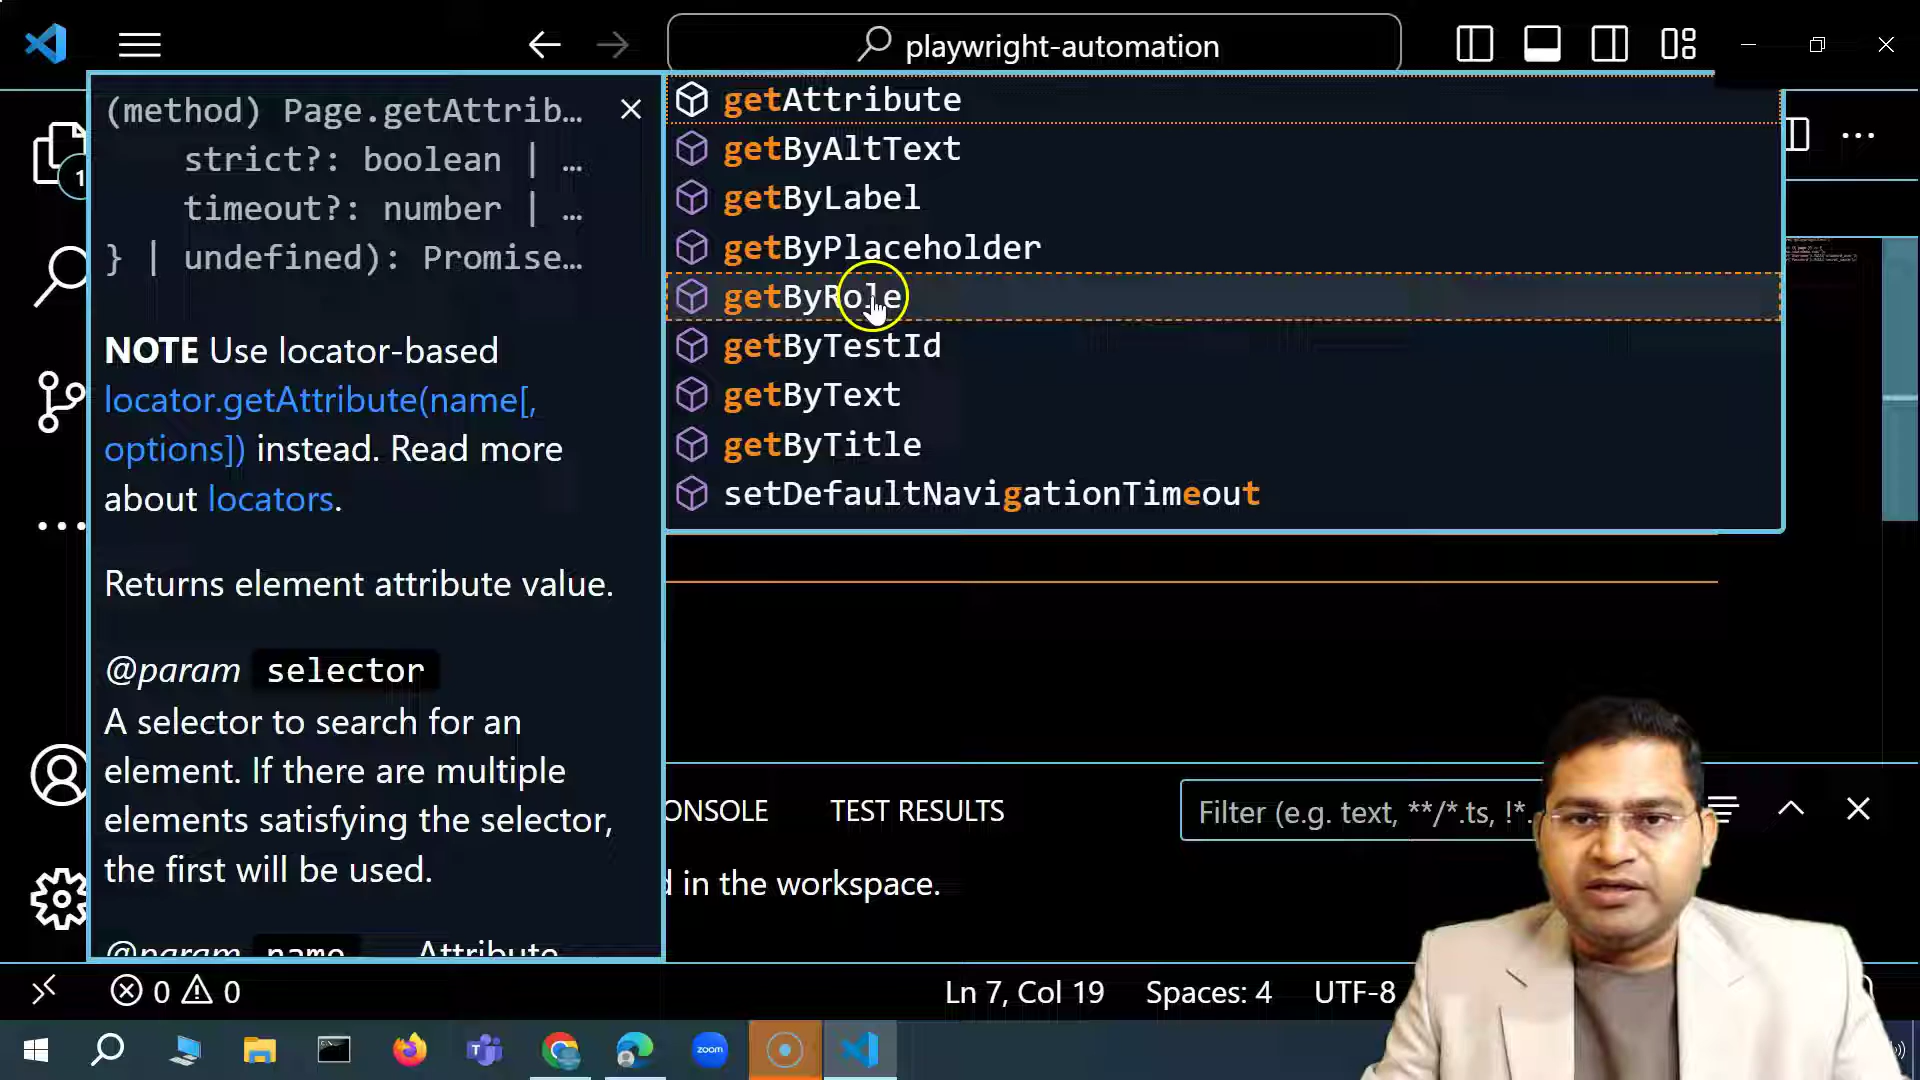 playwright-automation
(method) Page.getAttrib…
strict?: boolean | …
timeout?: number | …
} | undefined): Promise…
NOTE Use locator-based
locator.getAttribute(name[,
options]) instead. Read more
about locators.
Returns element attribute value.
@param selector
A selector to search for an
element. If there are multiple
elements satisfying the selector,
the first will be used.
@param name Attribute
getAttribute
getByAltText
getByLabel
getByPlaceholder
getByRole
getByTestId
getByText
getByTitle
setDefaultNavigationTimeout
1
ONSOLE
TEST RESULTS
Filter (e.g. text, **/*.ts, !*.
d in the workspace.
0 0
Ln 7, Col 19
Spaces: 4
UTF-8
zoom